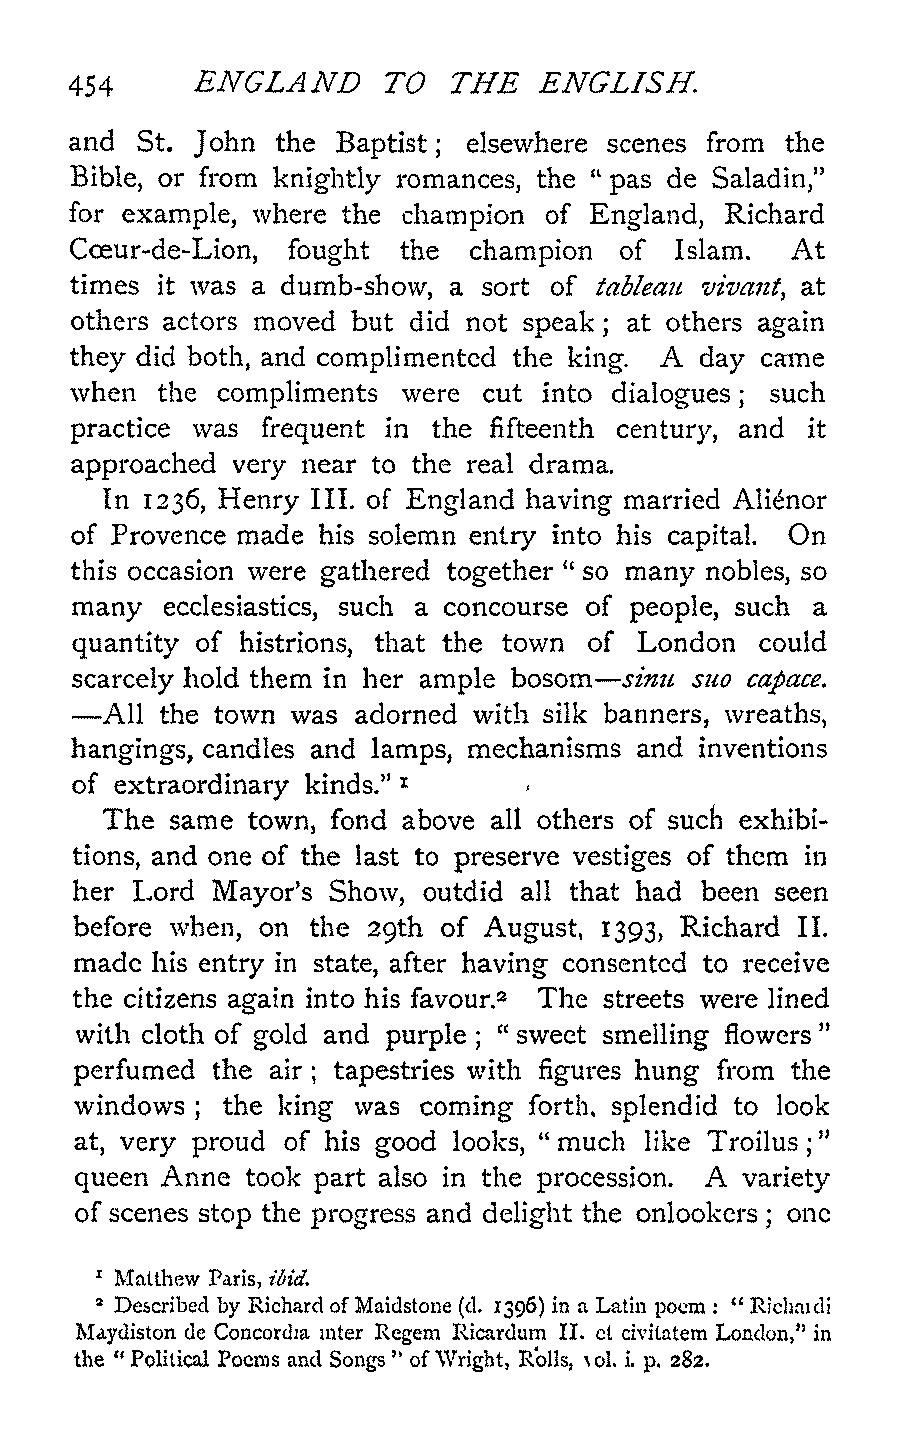 454 ENGLAND TO THE ENGLISH.
and St. John the Baptist ; elsewhere scenes from the
Bible, or from knightly romances, the “ pas de Saladin,”
for example, where the champion of England, Richard
Cœur-de-Lion, fought the champion of Islam. At
times it was a dumb-show, a sort of tableau vivant, at
others actors moved but did not speak ; at others again
they did both, and complimented the king. A day came
when the compliments were cut into dialogues ; such
practice was frequent in the fifteenth century, and it
approached very near to the real drama.
In 1236, Henry III. of England having married Aliénor
of Provence made his solemn entry into his capital. On
this occasion were gathered together “ so many nobles, so
many ecclesiastics, such a concourse of people, such a
quantity of histrions, that the town of London could
scarcely hold them in her ample bosom—sinu suo capace.
—All the town was adorned with silk banners, wreaths,
hangings, candles and lamps, mechanisms and inventions
of extraordinary kinds.” ¹
The same town, fond above all others of such exhibi-
tions, and one of the last to preserve vestiges of them in
her Lord Mayor’s Show, outdid all that had been seen
before when, on the 29th of August, 1393, Richard II.
made his entry in state, after having consented to receive
the citizens again into his favour.² The streets were lined
with cloth of gold and purple ; “ sweet smelling flowers ”
perfumed the air ; tapestries with figures hung from the
windows ; the king was coming forth, splendid to look
at, very proud of his good looks, “ much like Troilus ; ”
queen Anne took part also in the procession. A variety
of scenes stop the progress and delight the onlookers ; one
¹ Matthew Paris, ibid.
² Described by Richard of Maidstone (d. 1396) in a Latin poem : “ Richardi
Maydiston de Concordia inter Regem Ricardum II. et civitatem London,” in
the “ Political Poems and Songs ” of Wright, Rolls, vol. i. p. 282.